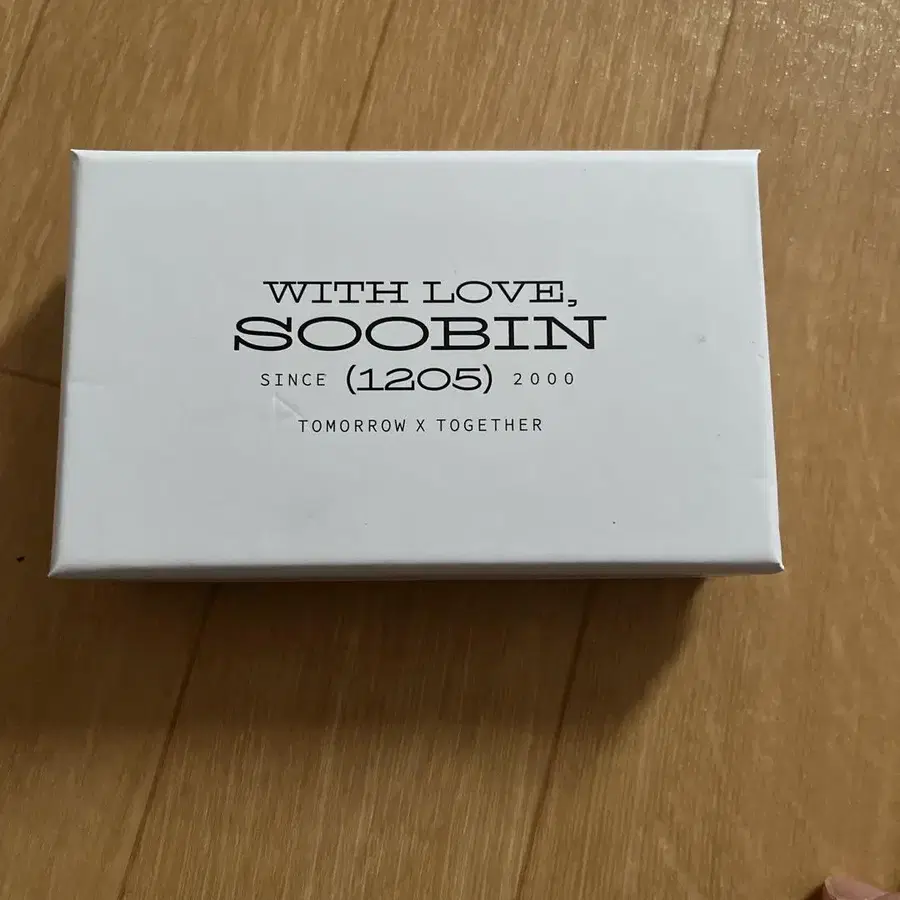 WITH LOVE,
SOOBIN
SINCE (1205) 2000
TOMORROW X TOGETHER